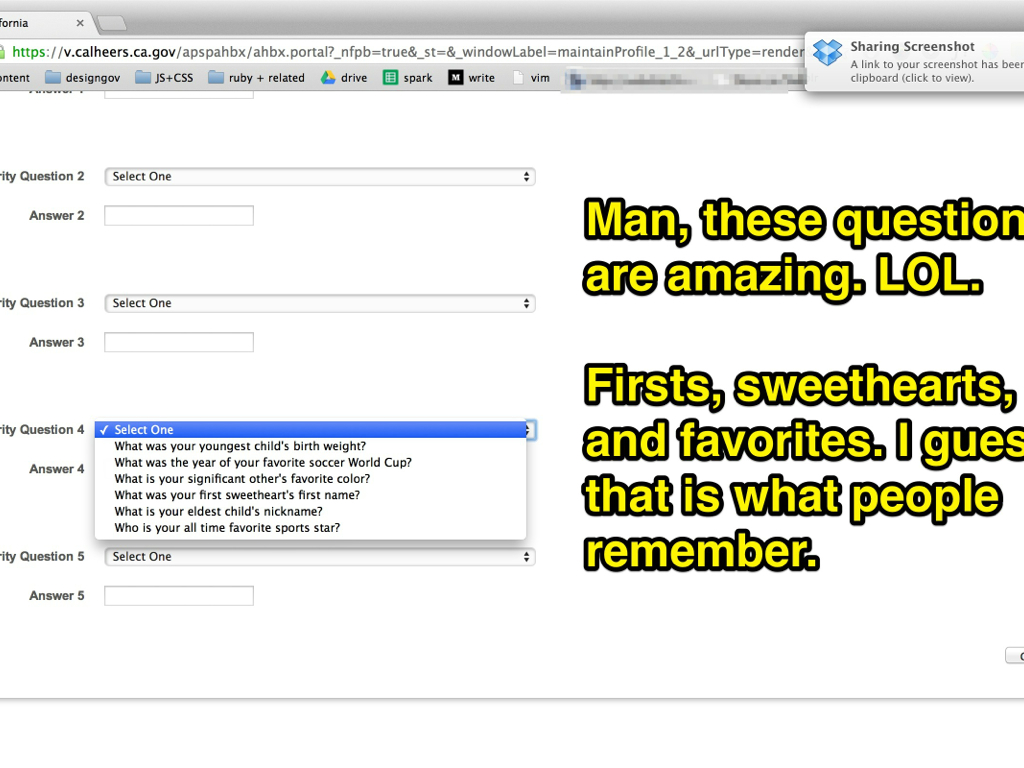 fornia
https://v.calheers.ca.gov/apspahbx/ahbx.portal?_nfpb=true&_st=&_windowLabel=maintainProfile_1_2&_urlType=render
Sharing Screenshot
A link to your screenshot has been
clipboard (click to view).
ontent designgov JS+CSS ruby + related drive spark M write vim
rity Question 2 Select One
Answer 2
rity Question 3 Select One
Answer 3
rity Question 4 ✓ Select One
What was your youngest child's birth weight?
What was the year of your favorite soccer World Cup?
Answer 4
What is your significant other's favorite color?
What was your first sweetheart's first name?
What is your eldest child's nickname?
Who is your all time favorite sports star?
rity Question 5 Select One
Answer 5
Man, these question
are amazing. LOL.
Firsts, sweethearts,
and favorites. I gues
that is what people
remember.